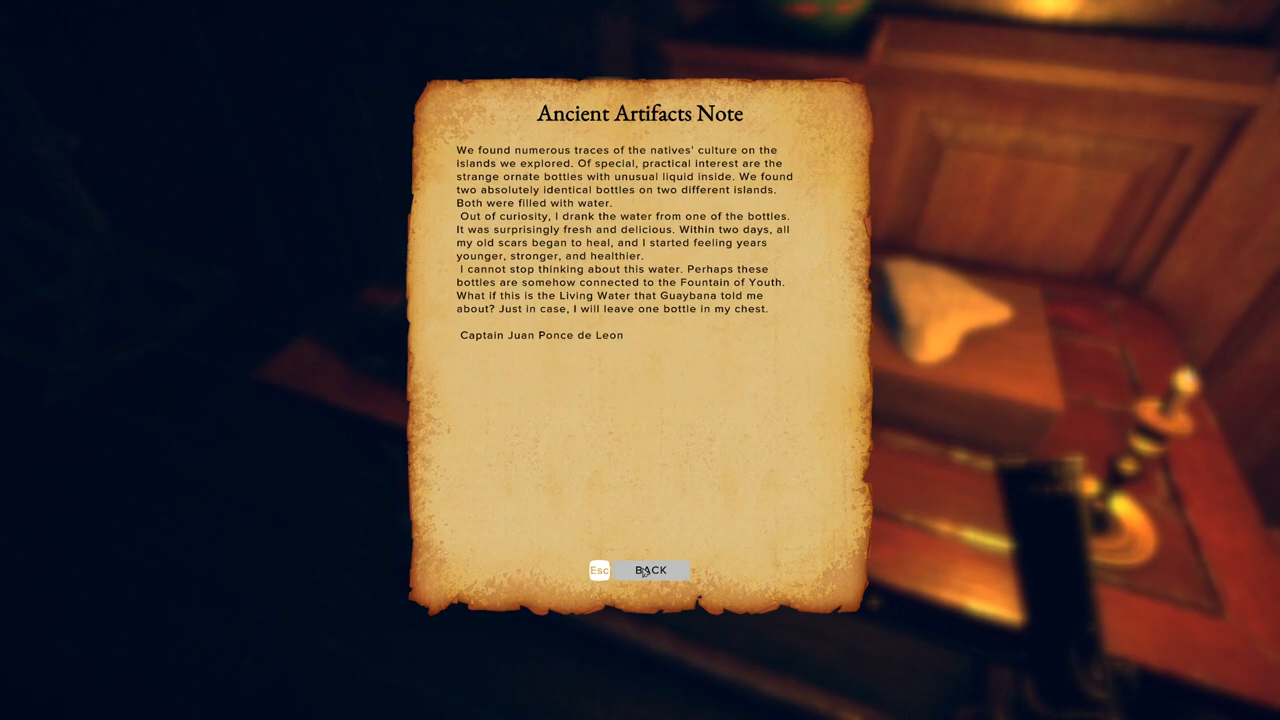 Ancient Artifacts Note
We found numerous traces of the natives' culture on the
islands we explored. Of special, practical interest are the
strange ornate bottles with unusual liquid inside. We found
two absolutely identical bottles on two different islands.
Both were filled with water.
Out of curiosity, I drank the water from one of the bottles.
It was surprisingly fresh and delicious. Within two days, all
my old scars began to heal, and I started feeling years
younger, stronger, and healthier.
I cannot stop thinking about this water. Perhaps these
bottles are somehow connected to the Fountain of Youth.
What if this is the Living Water that Guaybana told me
about? Just in case, I will leave one bottle in my chest.
Captain Juan Ponce de Leon
Esc BACK